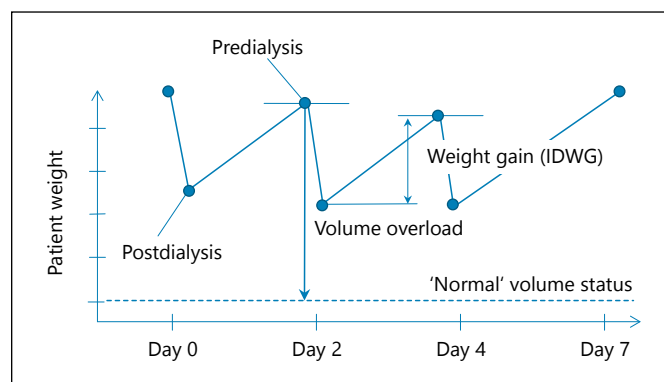 Predialysis
Weight gain (IDWG)
Volume overload
Postdialysis
Patient weight
‘Normal‘ volume status
Day 0
Day 2
Day 4
Day 7